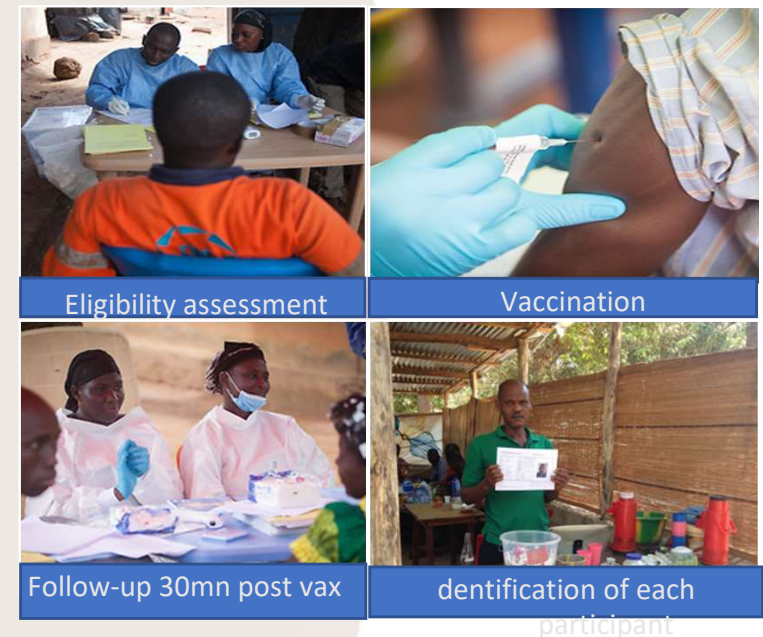 Eligibility assessment
Vaccination
Follow-up 30mn post vax
dentification of each
participant